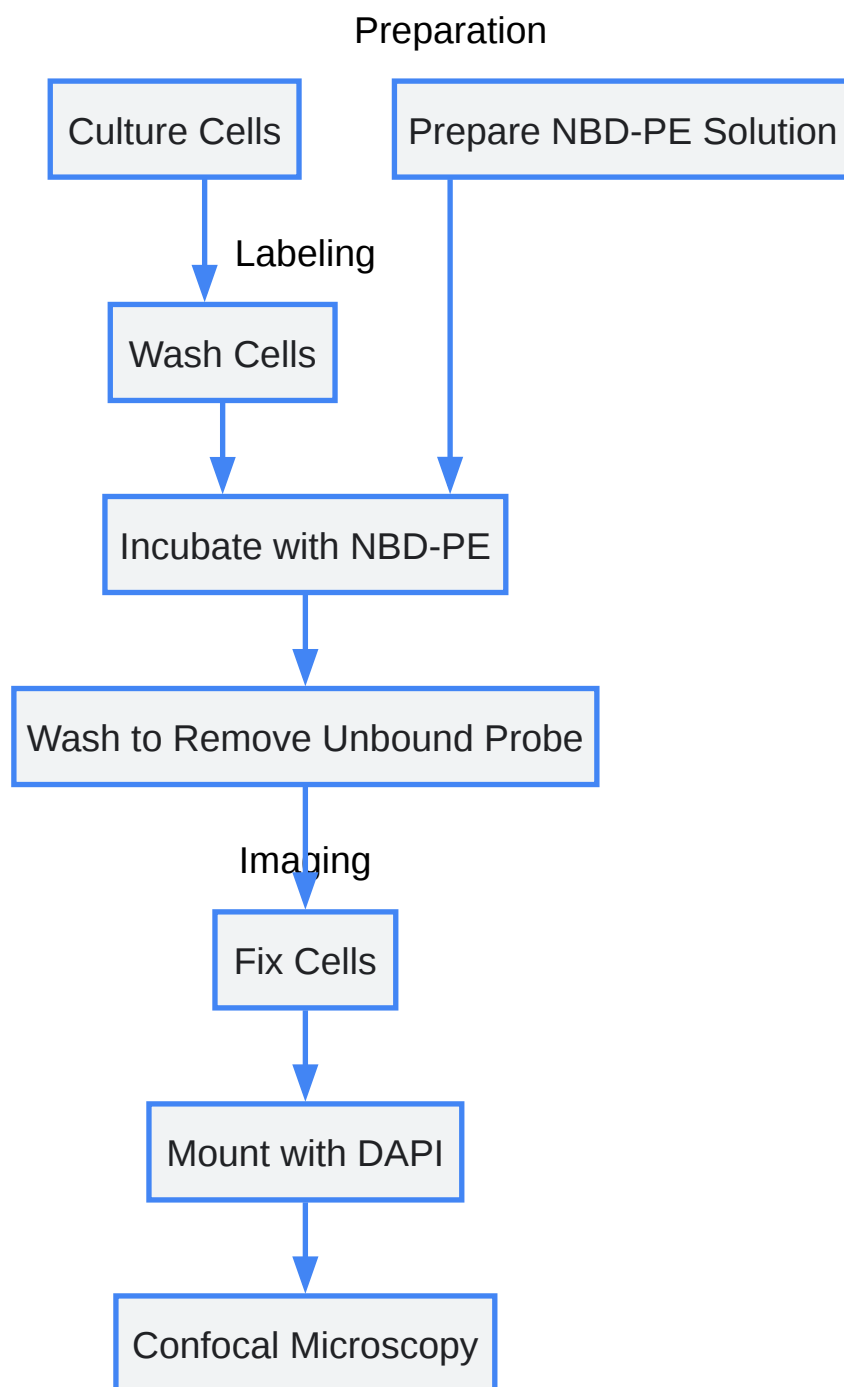 Preparation
Culture Cells
Prepare NBD-PE Solution
Labeling
Wash Cells
Incubate with NBD-PE
Wash to Remove Unbound Probe
Imaging
Fix Cells
Mount with DAPI
Confocal Microscopy